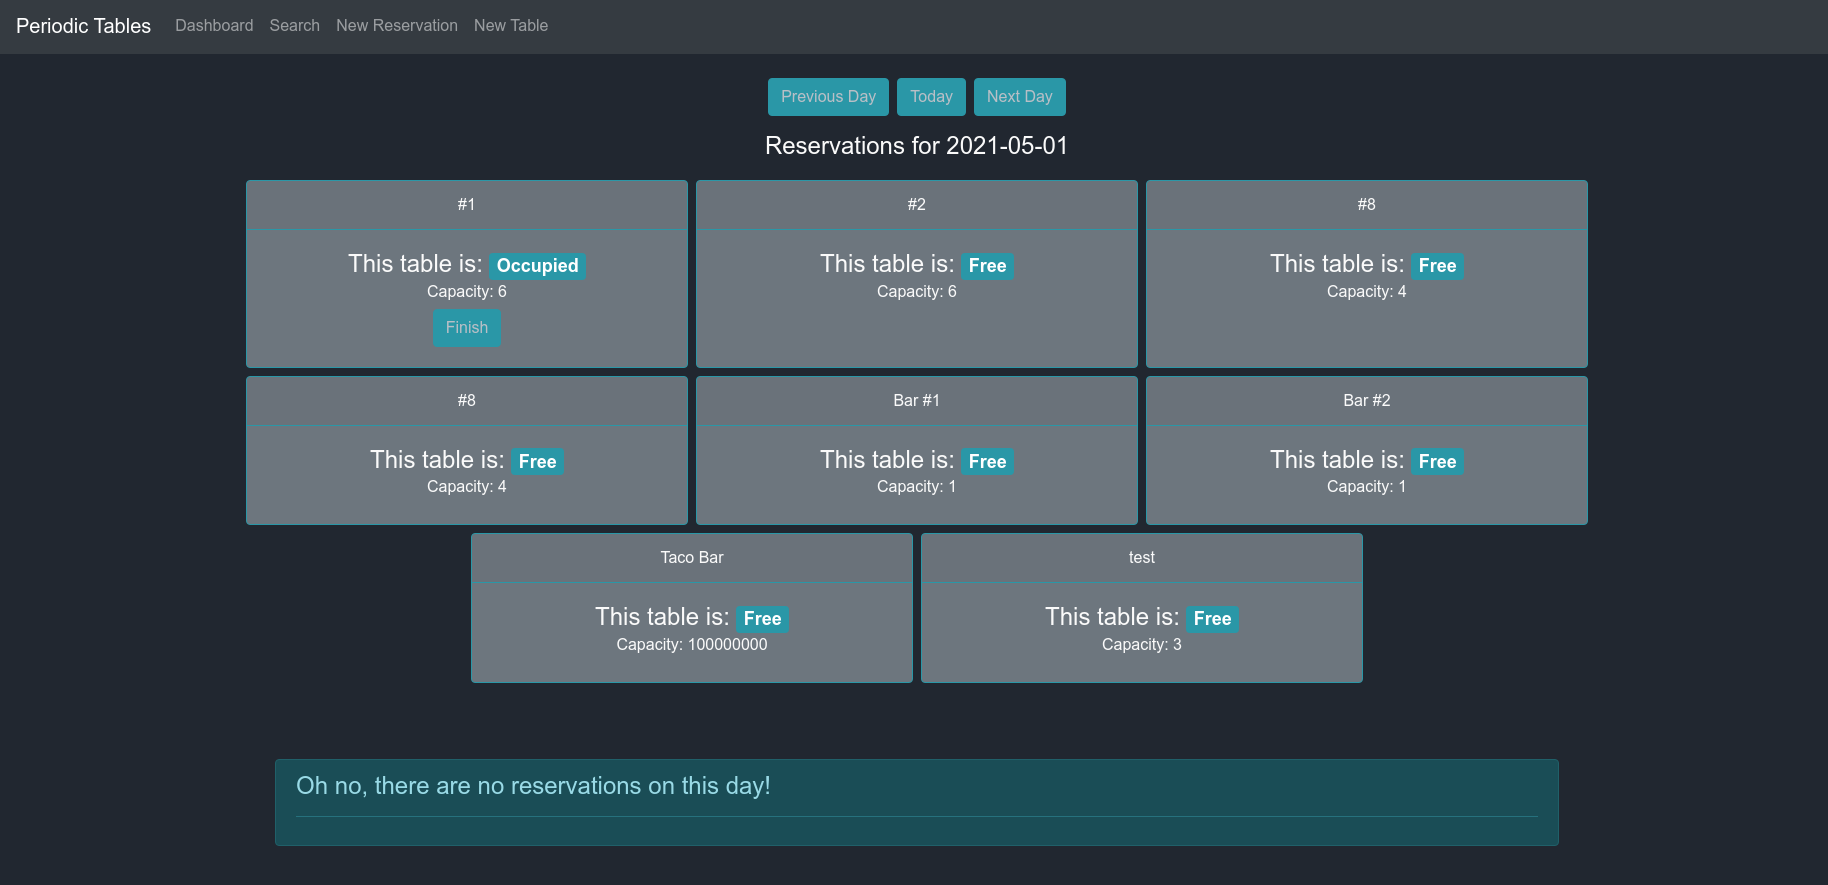 Periodic Tables Dashboard Search New Reservation New Table
Previous Day Today Next Day
Reservations for 2021-05-01
#1
This table is: Occupied
Capacity: 6
Finish
#2
This table is: Free
Capacity: 6
#8
This table is: Free
Capacity: 4
#8
This table is: Free
Capacity: 4
Bar #1
This table is: Free
Capacity: 1
Bar #2
This table is: Free
Capacity: 1
Taco Bar
This table is: Free
Capacity: 100000000
test
This table is: Free
Capacity: 3
Oh no, there are no reservations on this day!